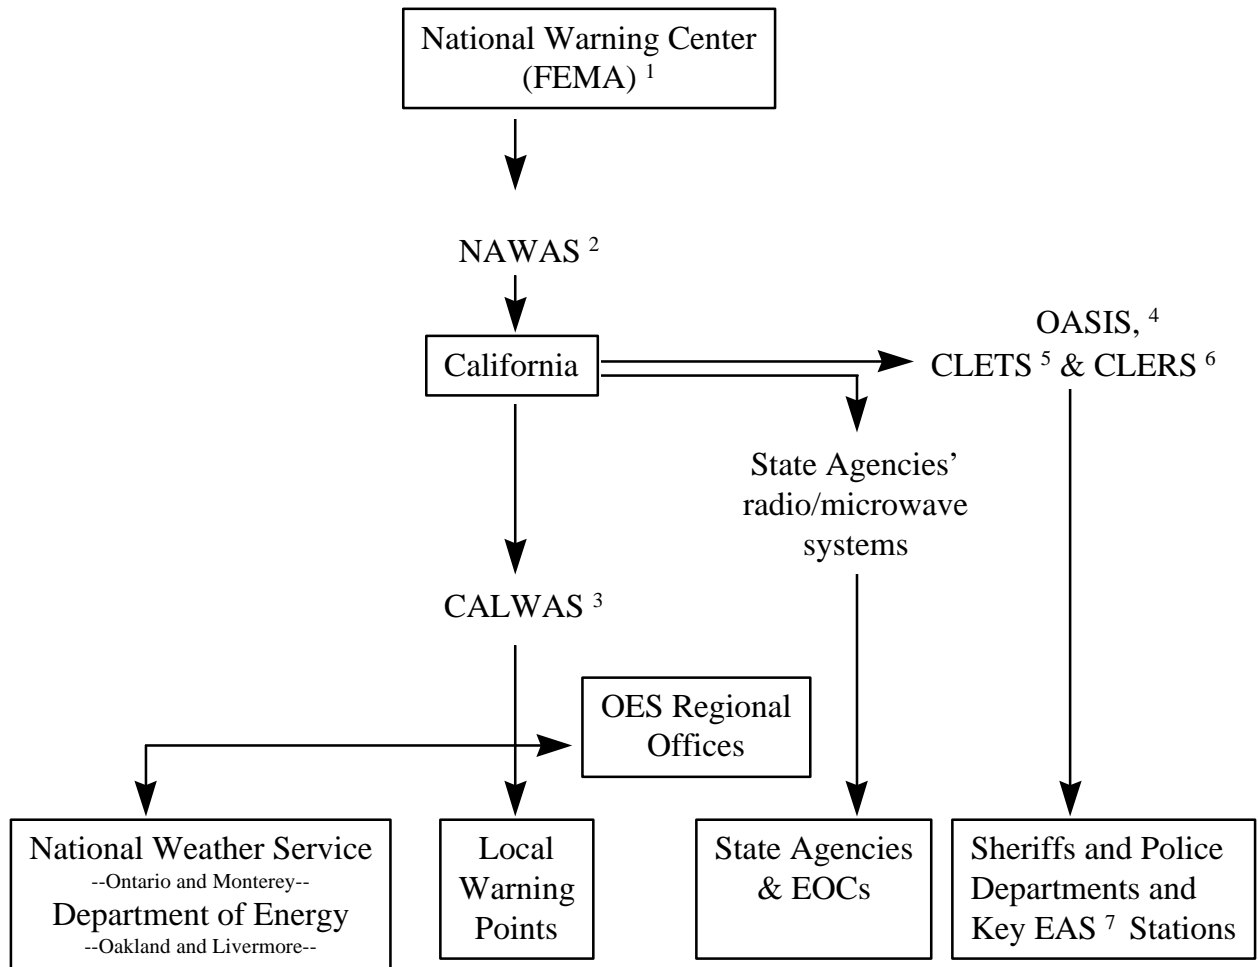 National Warning Center
(FEMA) 1
NAWAS 2
California
OASIS, 4
CLETS 5 & CLERS 6
State Agencies’
radio/microwave
systems
CALWAS 3
OES Regional
Offices
National Weather Service
--Ontario and Monterey--
Department of Energy
--Oakland and Livermore--
Local
Warning
Points
State Agencies
& EOCs
Sheriffs and Police
Departments and
Key EAS 7 Stations